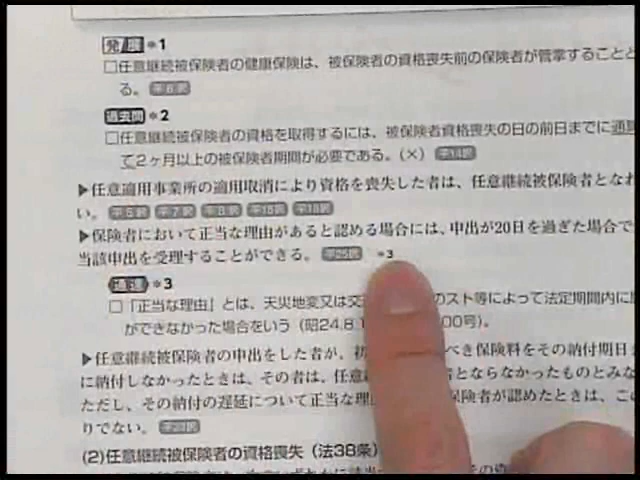 発展 *1
□任意継続被保険者の健康保険は、被保険者の資格喪失前の保険者が管掌すること
る。平6択
過去問 *2
□任意継続被保険者の資格を取得するには、被保険者資格喪失の日の前日までに通算
て2ヶ月以上の被保険者期間が必要である。(×)
▶任意適用事業所の適用取消により資格を喪失した者は、任意継続被保険者となれ
い。平5択 平7択 平8択 平15択 平18択
▶保険者において正当な理由があると認める場合には、申出が20日を過ぎた場合で
当該申出を受理することができる。平25択 *3
通達 *3
□「正当な理由」とは、天災地変又は交 のスト等によって法定期間内に
ができなかった場合をいう(昭24.8. 00号)。
▶任意継続被保険者の申出をした者が、初 べき保険料をその納付期日
に納付しなかったときは、その者は、任意 者とならなかったものとみな
ただし、その納付の遅延について正当な理 保険者が認めたときは、こ
りでない。
(2)任意継続被保険者の資格喪失(法38条)